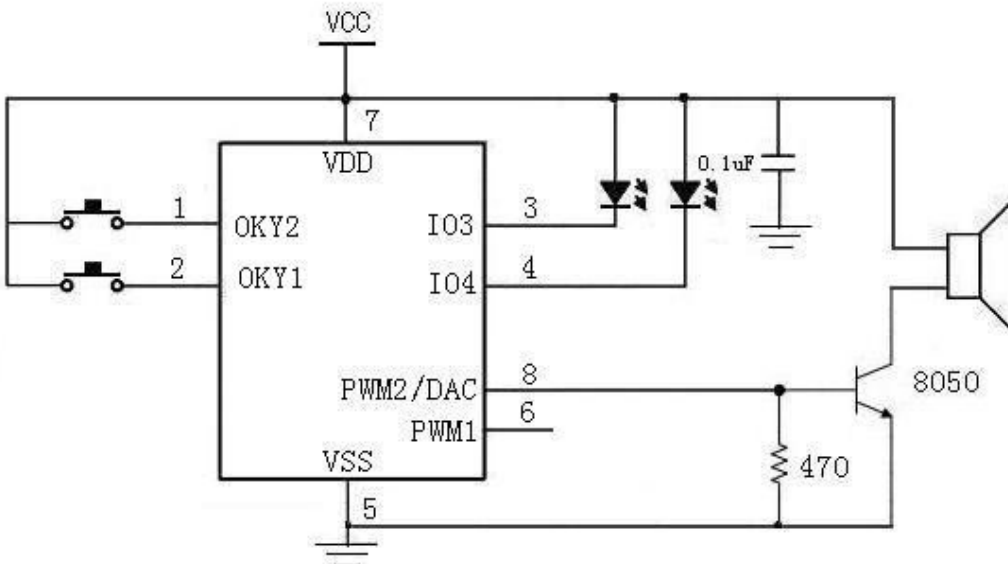 VCC
7
VDD
0.1uF
1
OKY2
IO3
3
2
OKY1
IO4
4
PWM2/DAC
8
8050
PWM1
6
VSS
470
5